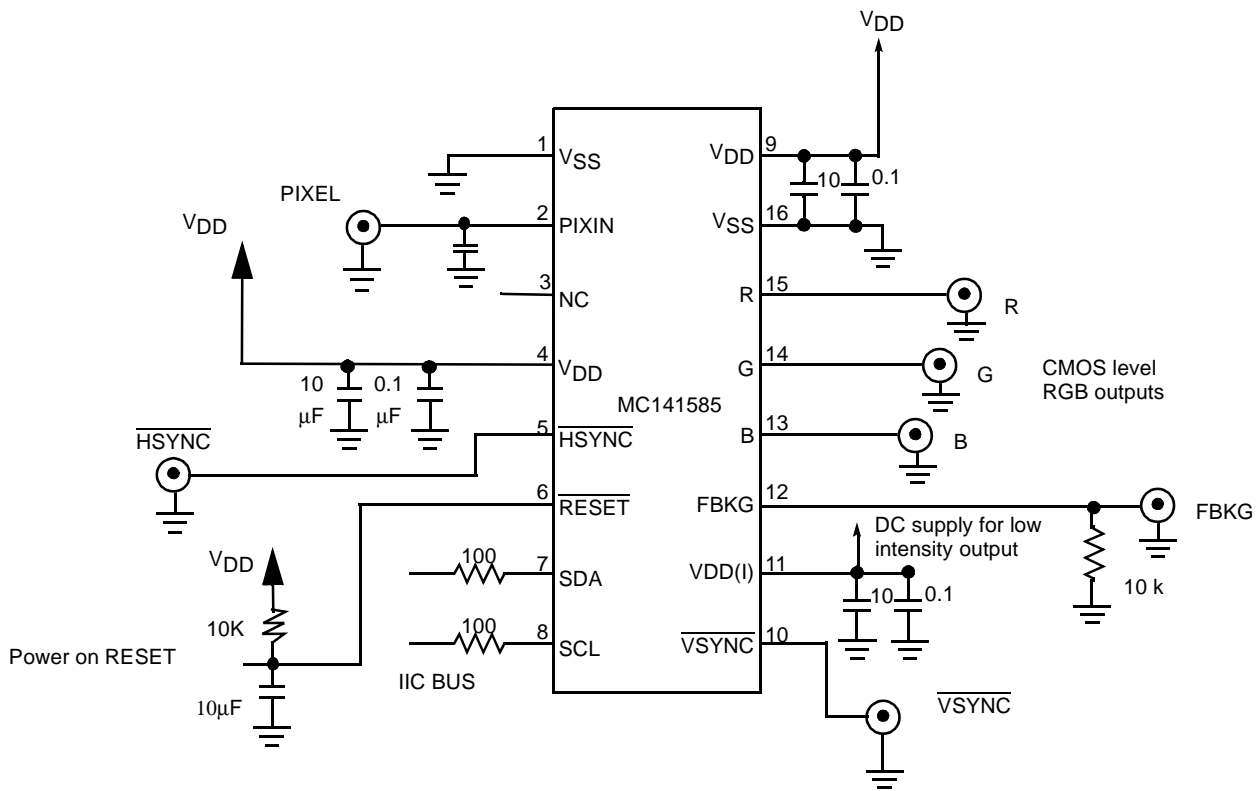 VDD
1
VSS
VDD
9
10
0.1
PIXEL
2
PIXIN
VSS
16
VDD
3
NC
R
15
R
4
VDD
G
14
G
CMOS level
RGB outputs
10
μF
0.1
μF
MC141585
HSYNC
5
HSYNC
B
13
B
6
RESET
FBKG
12
FBKG
DC supply for low
intensity output
VDD
100
7
SDA
VDD(I)
11
10
0.1
10 k
10K
100
8
SCL
VSYNC
10
Power on RESET
IIC BUS
10μF
VSYNC